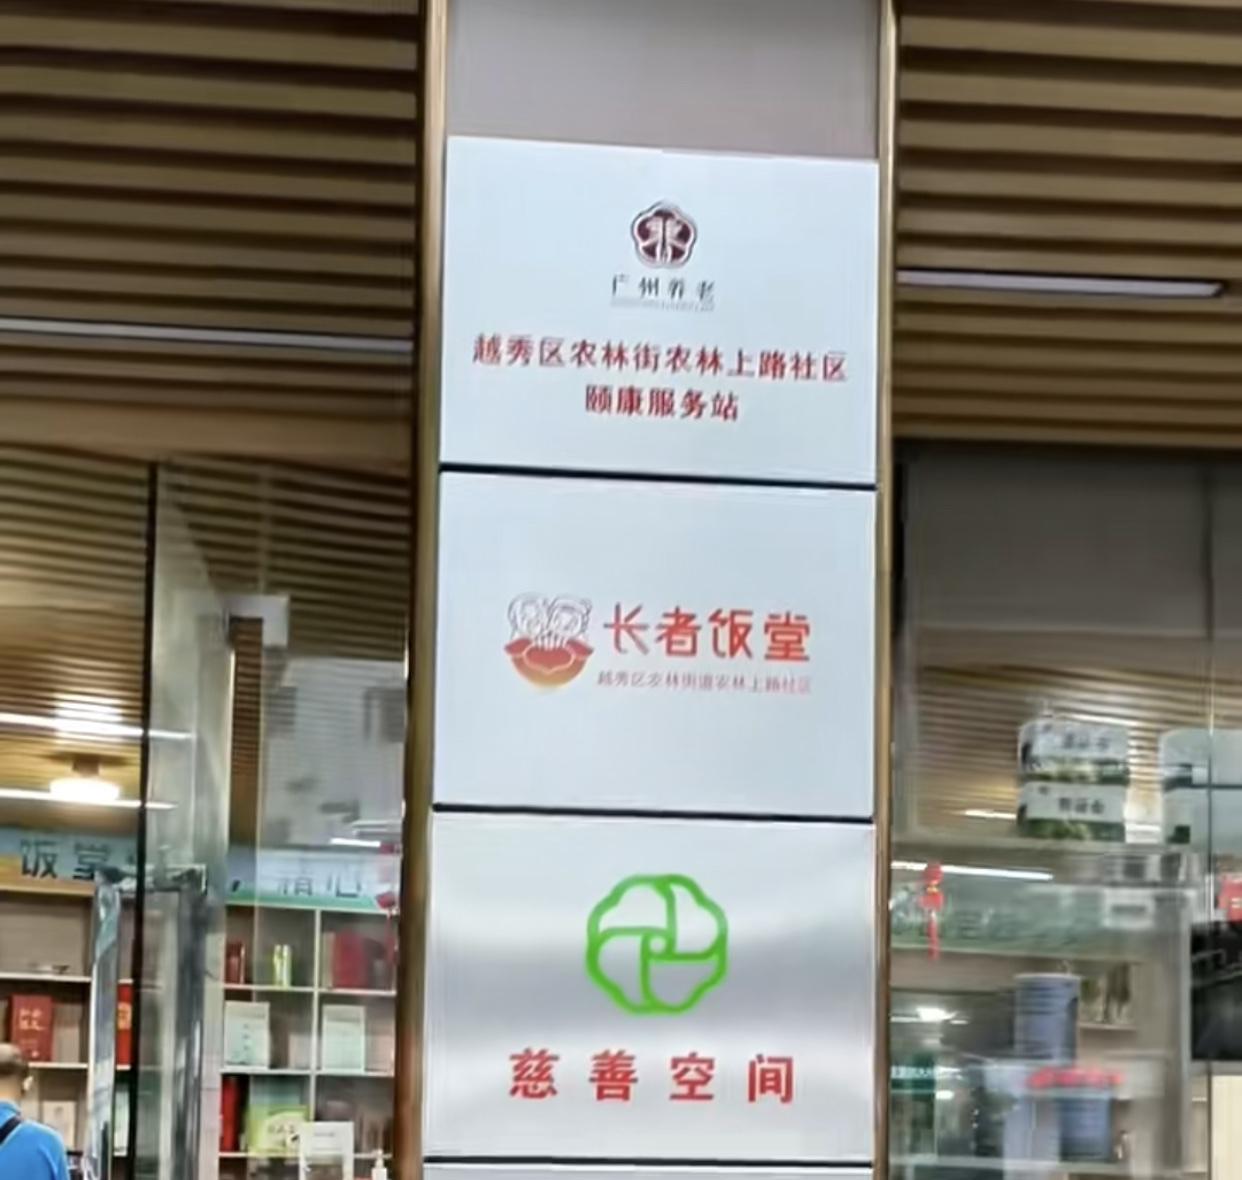 广州养老
越秀区农林街农林上路社区
颐康服务站
长者饭堂
越秀区农林街道农林上路社区
慈善空间
饭堂
精心